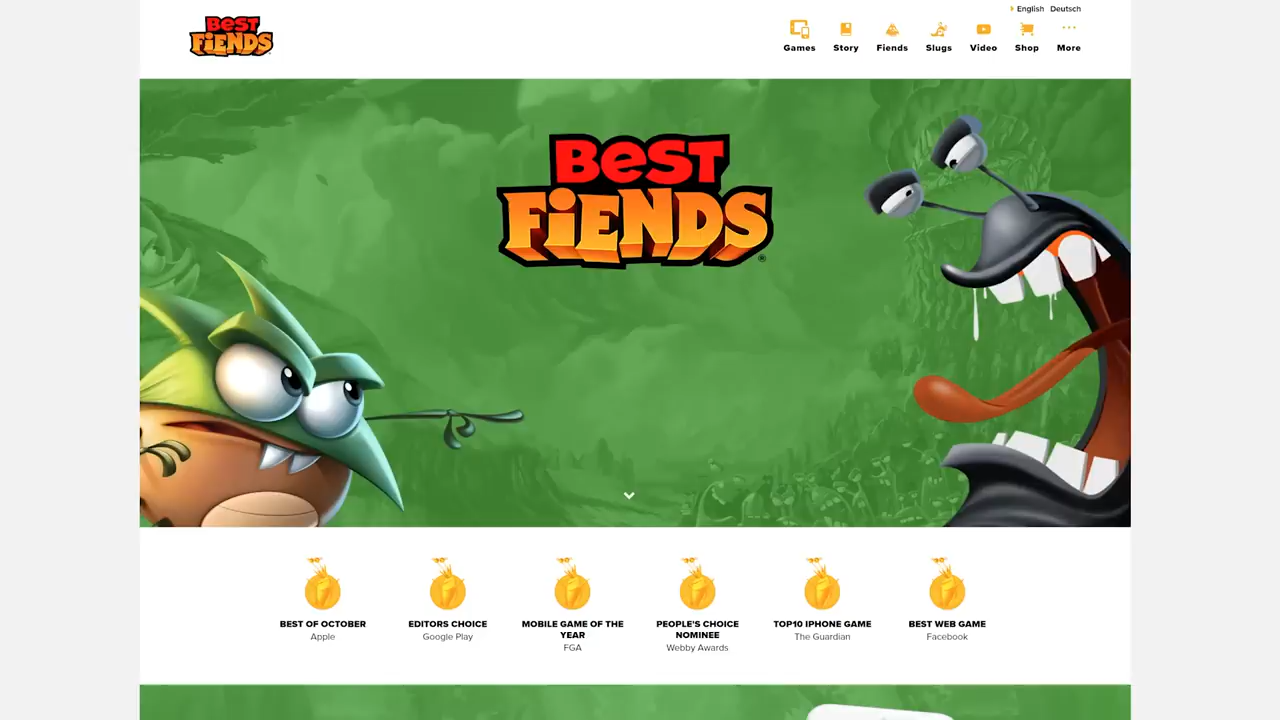 English Deutsch
BEST
FIENDS
Games Story Fiends Slugs Video Shop More
BEST
FIENDS®
BEST OF OCTOBER
Apple
EDITORS CHOICE
Google Play
MOBILE GAME OF THE
YEAR
FGA
PEOPLE'S CHOICE
NOMINEE
Webby Awards
TOP10 IPHONE GAME
The Guardian
BEST WEB GAME
Facebook